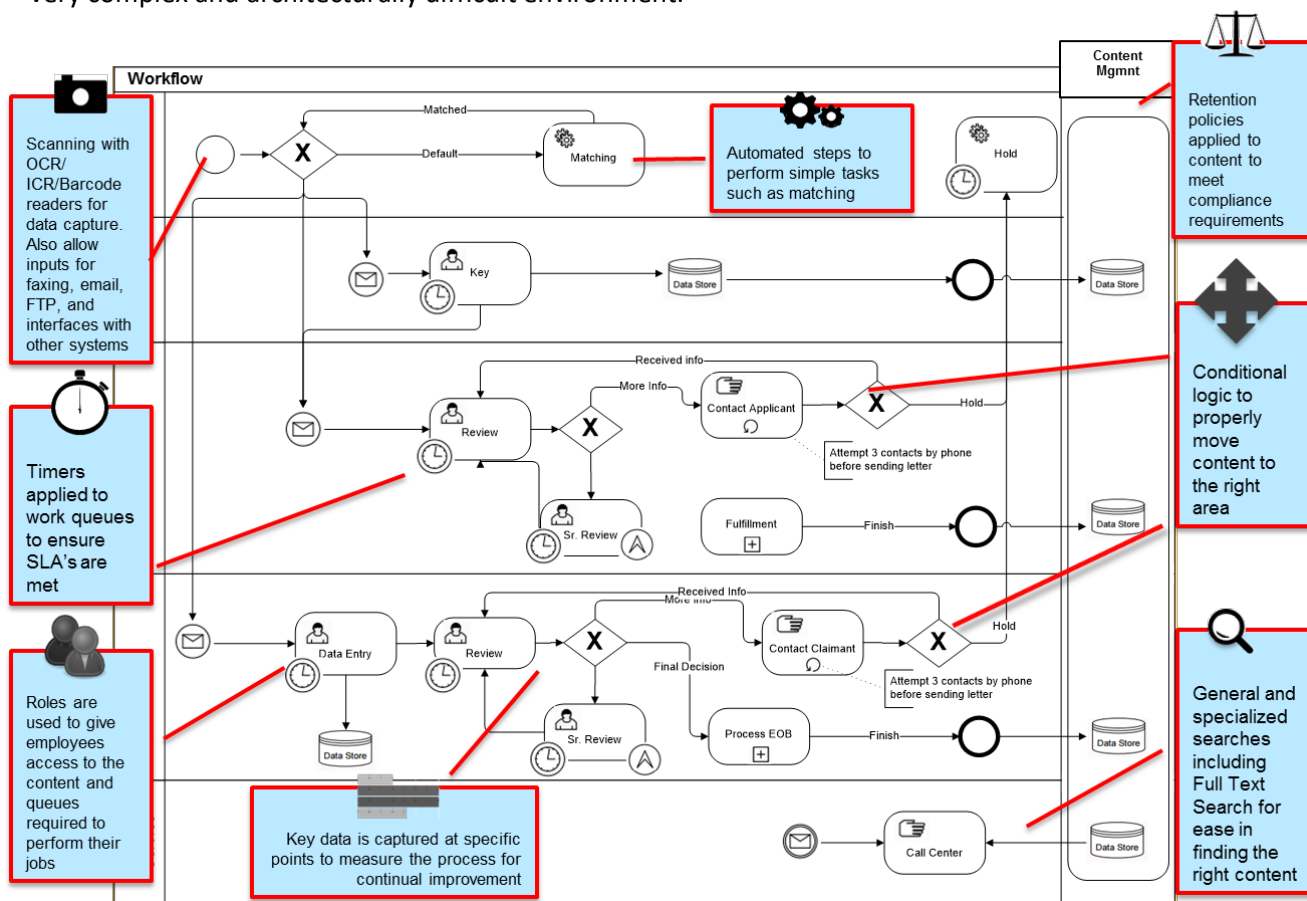 very complex and architecturally difficult environment.
Workflow
Content
Mgmnt
Scanning with
OCR/
ICR/Barcode
readers for
data capture.
Also allow
inputs for
faxing, email,
FTP, and
interfaces with
other systems
Matched
X
Default
Matching
Automated steps to
perform simple tasks
such as matching
Hold
Retention
policies
applied to
content to
meet
compliance
requirements
Key
Data Store
Data Store
Received info
More Info
Review
X
Contact Applicant
X
Hold
Attempt 3 contacts by phone
before sending letter
Conditional
logic to
properly
move
content to
the right
area
Timers
applied to
work queues
to ensure
SLA's are
met
Sr. Review
Fulfillment
Finish
Data Store
Received Info
More Info
Data Entry
Review
X
Contact Claimant
X
Hold
Final Decision
Attempt 3 contacts by phone
before sending letter
Roles are
used to give
employees
access to the
content and
queues
required to
perform their
jobs
Data Store
Sr. Review
Process EOB
Finish
Data Store
General and
specialized
searches
including
Full Text
Search for
ease in
finding the
right content
Key data is captured at specific
points to measure the process for
continual improvement
Call Center
Data Store